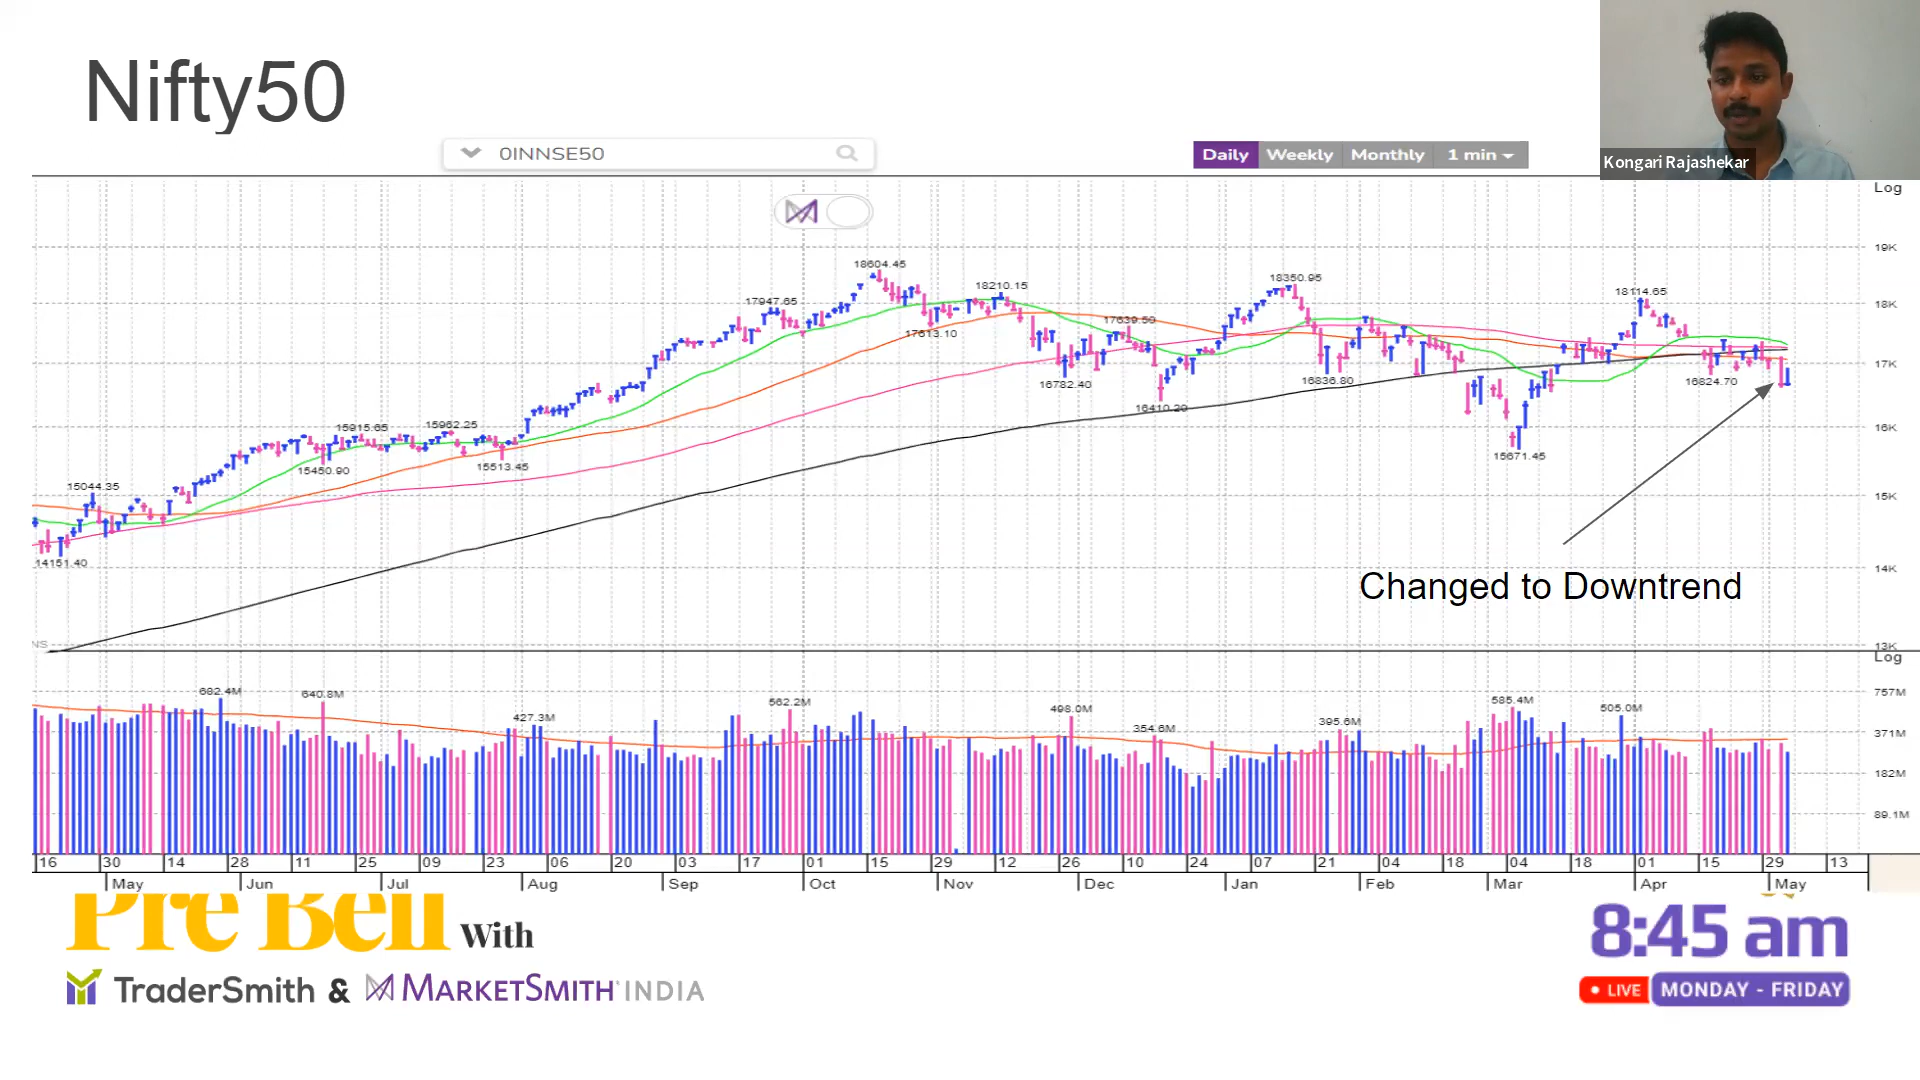 Nifty50
0INNSE50
Daily Weekly Monthly 1 min
Kongari Rajashekar
Log
19K
18K
17K
16K
15K
14K
13K
18604.45
17947.65
18210.15
17613.10
17639.50
18350.95
18114.65
16782.40
16410.20
16836.80
16824.70
15915.65
15962.25
15450.90
15513.45
15671.45
15044.35
14151.40
Changed to Downtrend
NS
Log
757M
371M
182M
89.1M
682.4M
640.8M
427.3M
562.2M
498.0M
354.6M
395.6M
585.4M
505.0M
16 30 14 28 11 25 09 23 06 20 03 17 01 15 29 12 26 10 24 07 21 04 18 04 18 01 15 29 13
May Jun Jul Aug Sep Oct Nov Dec Jan Feb Mar Apr May
Pre Bell With
TraderSmith & MARKETSMITH INDIA
8:45 am
LIVE MONDAY - FRIDAY